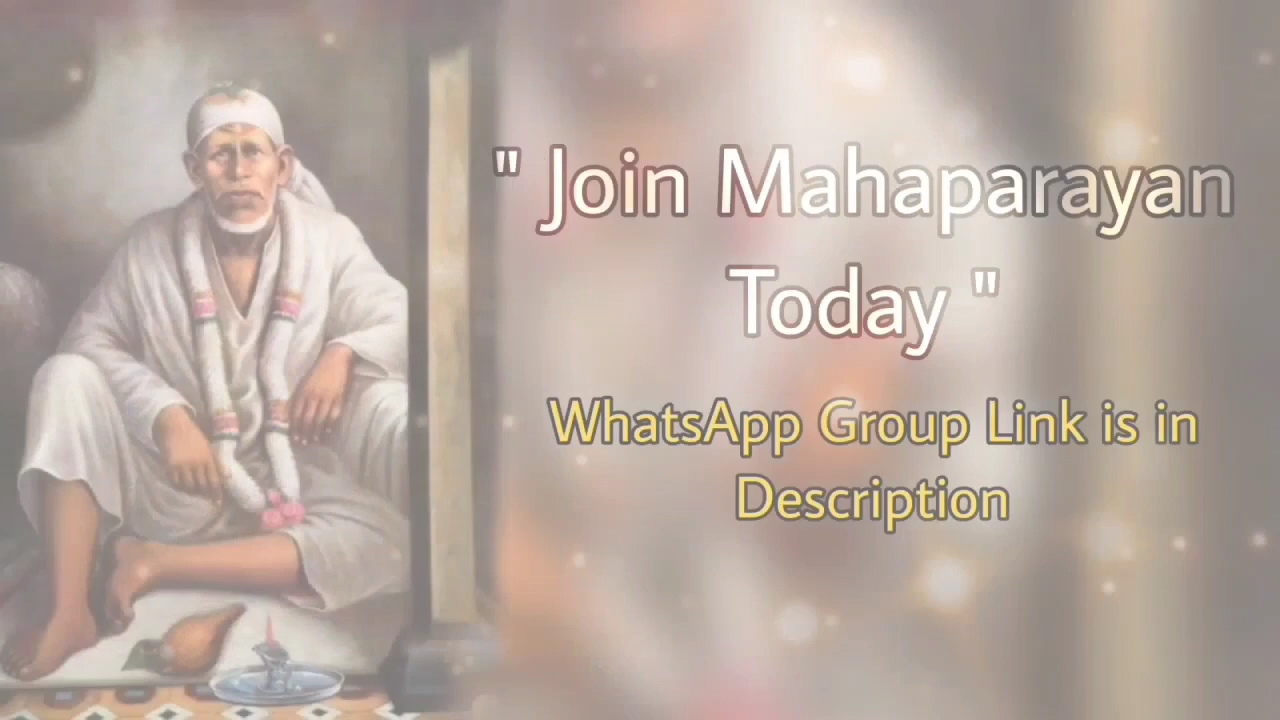 " Join Mahaparayan
Today "
WhatsApp Group Link is in
Description